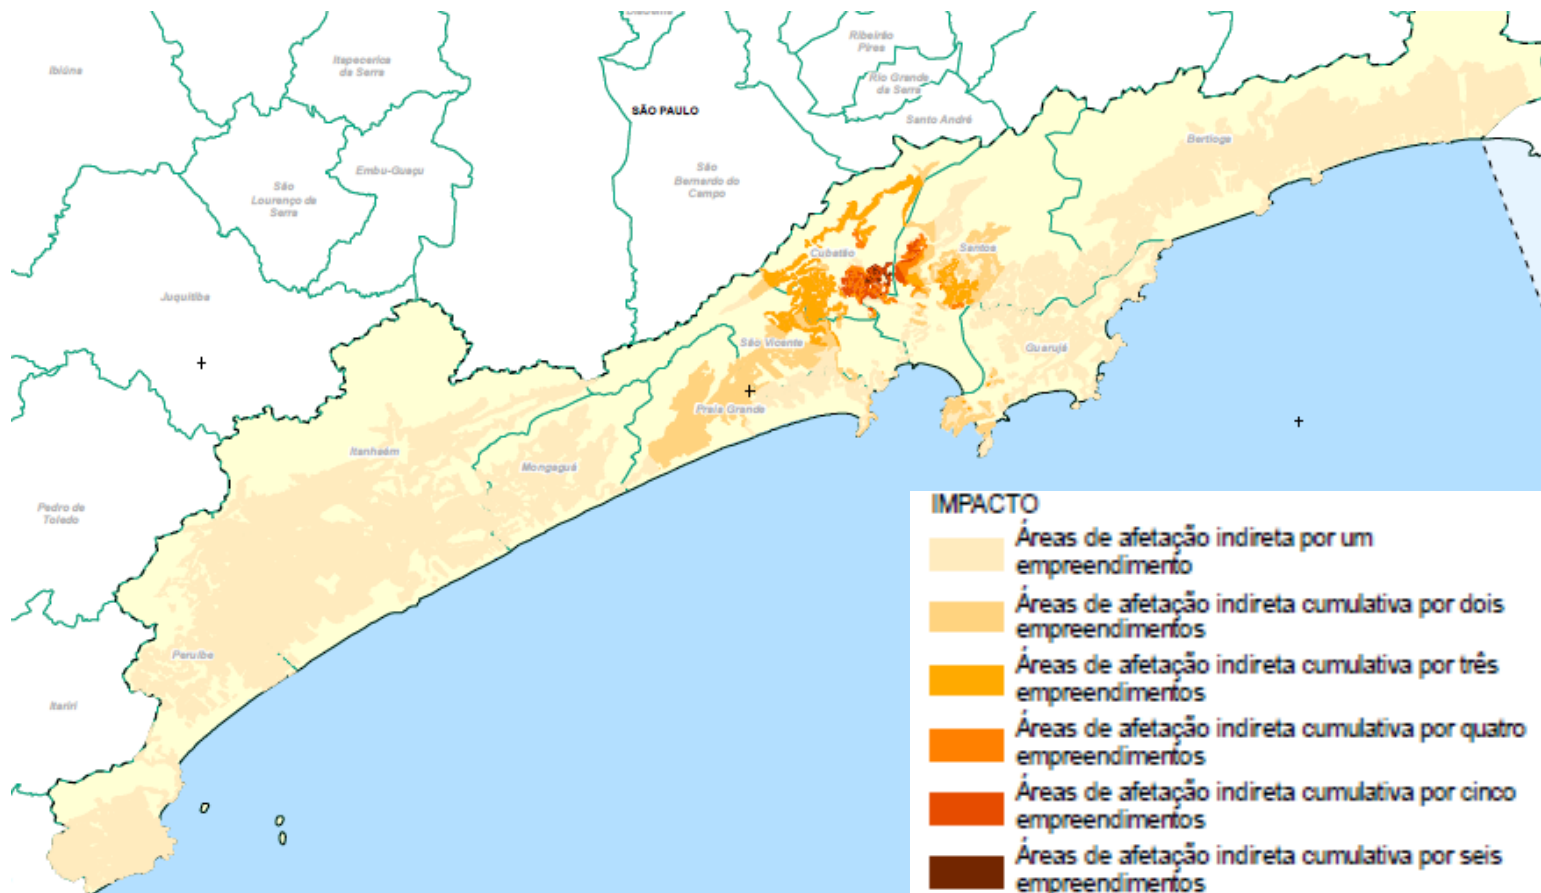 Diadema
Ribeirão
Pires
Ibiúna
Itapecerica
da Serra
Rio Grande
da Serra
SÃO PAULO
Santo André
Bertioga
Embu-Guaçu
São
Bernardo do
Campo
São
Lourenço da
Serra
Cubatão
Santos
Juquitiba
São Vicente
Guarujá
Praia Grande
Itanhaém
Mongaguá
Pedro de
Toledo
Peruíbe
Itariri
IMPACTO
Áreas de afetação indireta por um
empreendimento
Áreas de afetação indireta cumulativa por dois
empreendimentos
Áreas de afetação indireta cumulativa por três
empreendimentos
Áreas de afetação indireta cumulativa por quatro
empreendimentos
Áreas de afetação indireta cumulativa por cinco
empreendimentos
Áreas de afetação indireta cumulativa por seis
empreendimentos